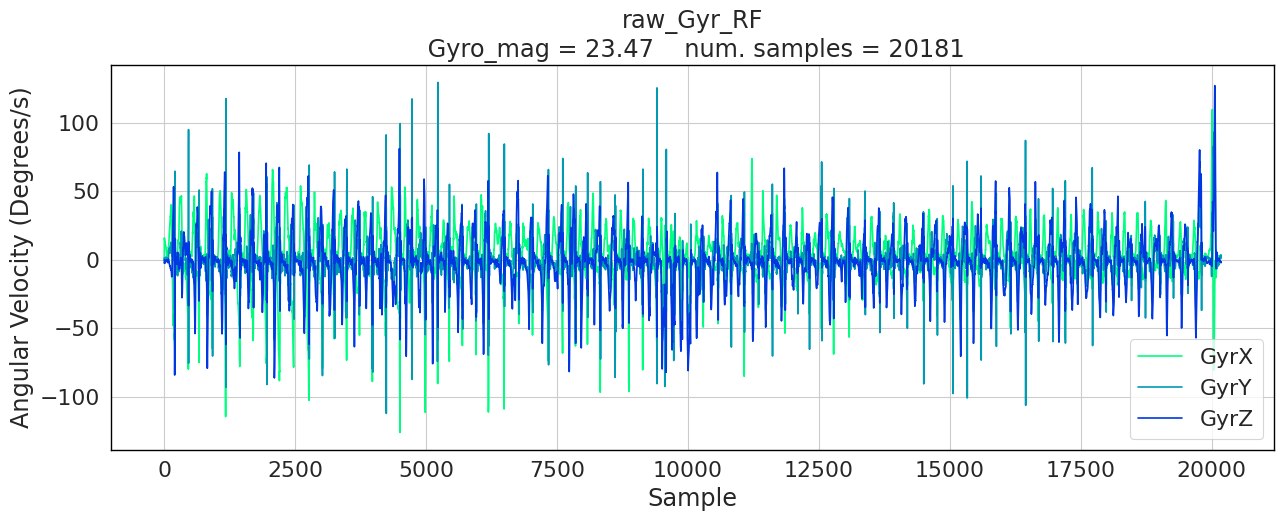 raw_Gyr_RF
Gyro_mag = 23.47    num. samples = 20181
Angular Velocity (Degrees/s)
100
50
0
−50
−100
GyrX
GyrY
GyrZ
0 2500 5000 7500 10000 12500 15000 17500 20000
Sample